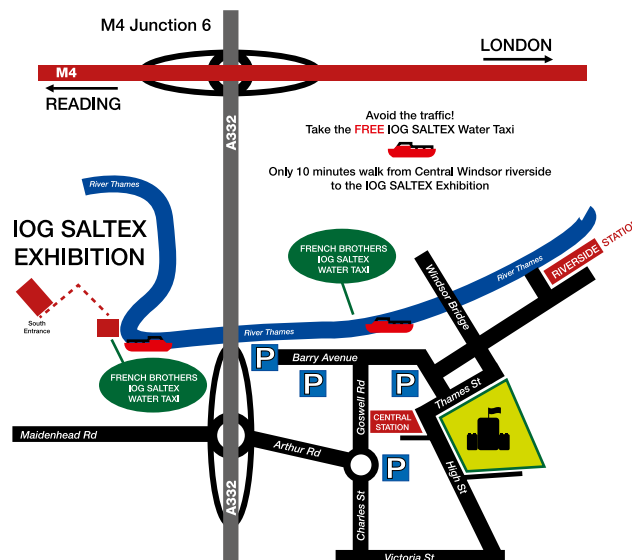 M4 Junction 6
LONDON
M4
READING
A332
Avoid the traffic!
Take the FREE IOG SALTEX Water Taxi
Only 10 minutes walk from Central Windsor riverside
to the IOG SALTEX Exhibition
River Thames
IOG SALTEX
EXHIBITION
FRENCH BROTHERS
IOG SALTEX
WATER TAXI
RIVERSIDE STATION
River Thames
Windsor Bridge
South
Entrance
River Thames
FRENCH BROTHERS
IOG SALTEX
WATER TAXI
P
Barry Avenue
P
P
Goswell Rd
Thames St
CENTRAL
STATION
Maidenhead Rd
Arthur Rd
P
High St
A332
Charles St
Victoria St